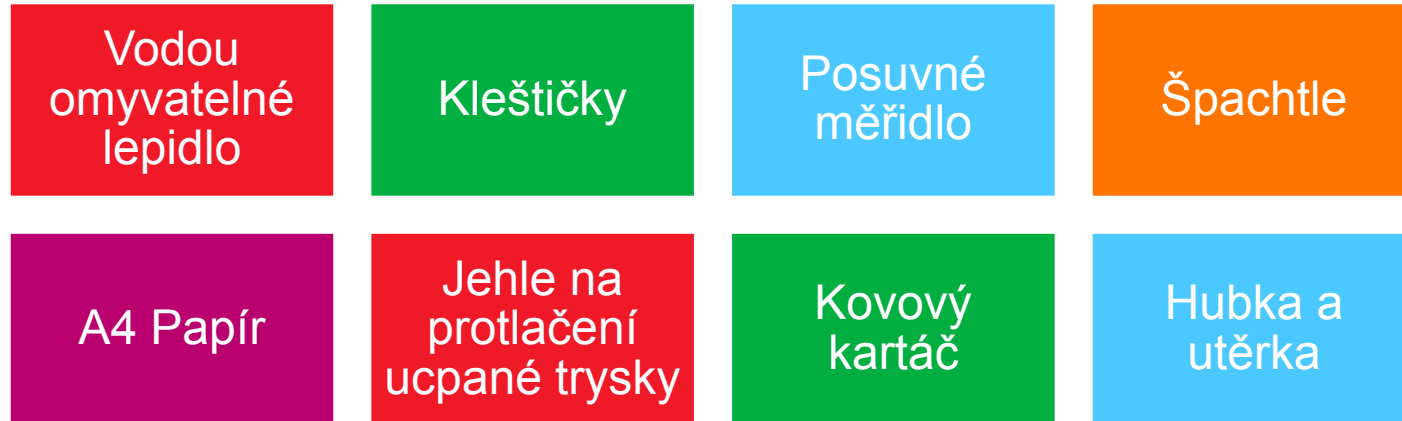 Vodou
omyvatelné
lepidlo
Kleštičky
Posuvné
měřidlo
Špachtle
A4 Papír
Jehle na
protlačení
ucpané trysky
Kovový
kartáč
Hubka a
utěrka